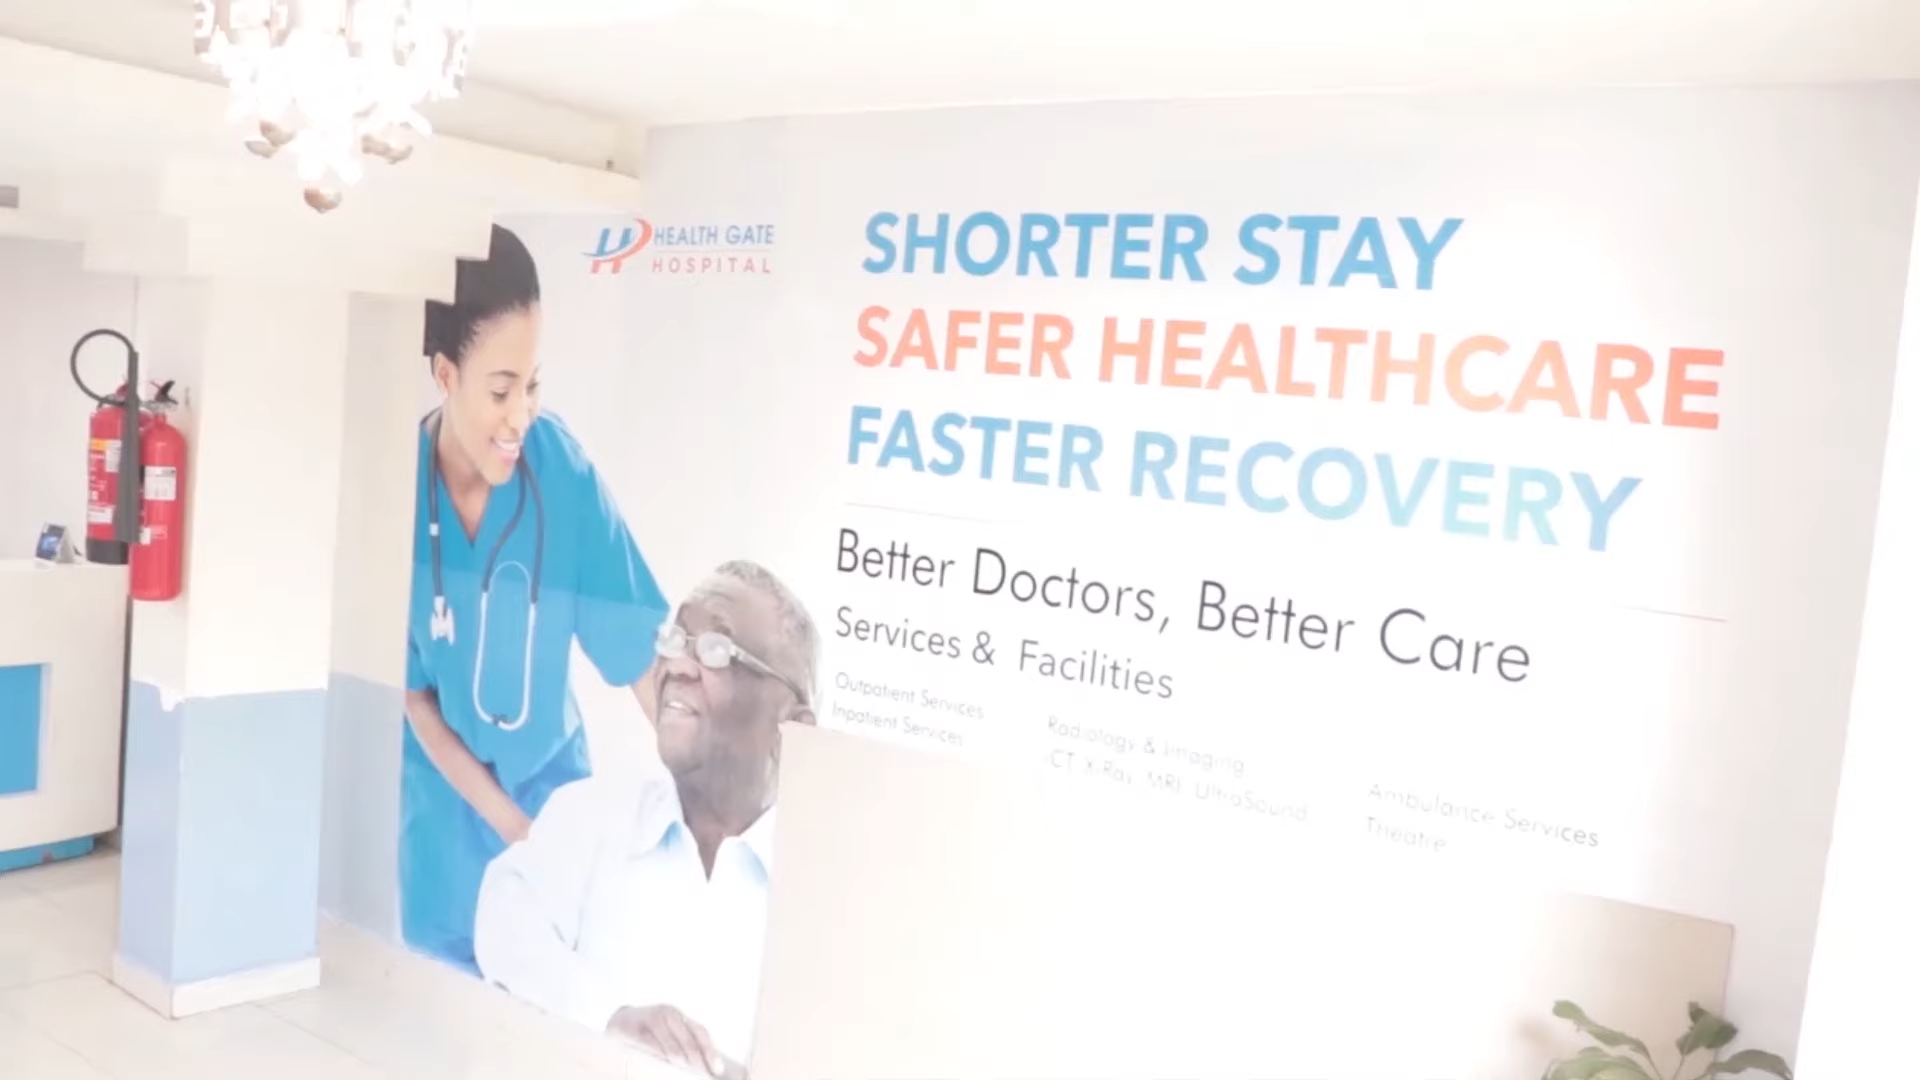 HEALTH GATE
HOSPITAL
SHORTER STAY
SAFER HEALTHCARE
FASTER RECOVERY
Better Doctors, Better Care
Services & Facilities
Outpatient Services
Inpatient Services
Radiology & Imaging
CT X-Ray, MRI, UltraSound
Ambulance Services
Theatre